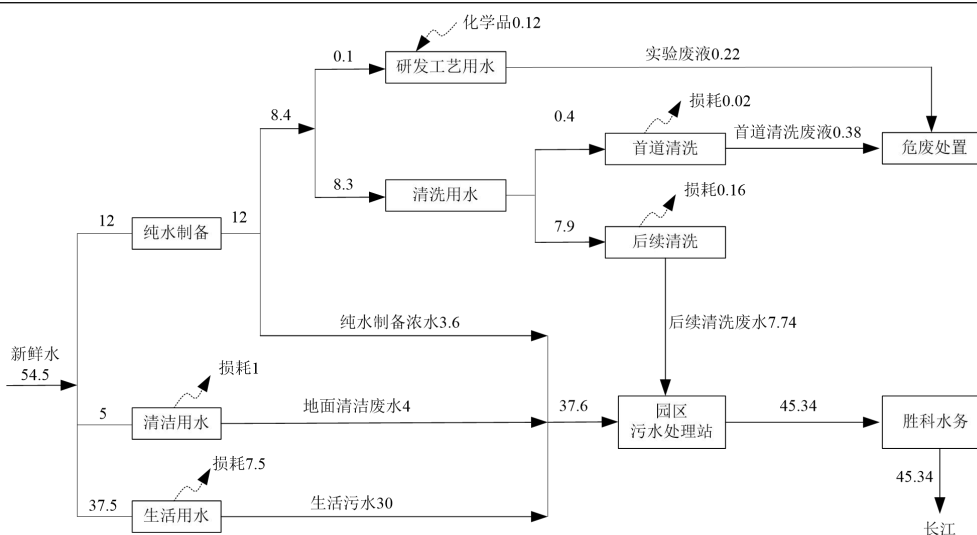 化学品0.12
0.1
研发工艺用水
实验废液0.22
8.4
损耗0.02
0.4
首道清洗废液0.38
首道清洗
危废处置
8.3
清洗用水
损耗0.16
12
纯水制备
12
7.9
后续清洗
纯水制备浓水3.6
后续清洗废水7.74
新鲜水
54.5
损耗1
5
清洁用水
地面清洁废水4
37.6
园区
污水处理站
45.34
胜科水务
损耗7.5
37.5
生活用水
生活污水30
45.34
长江